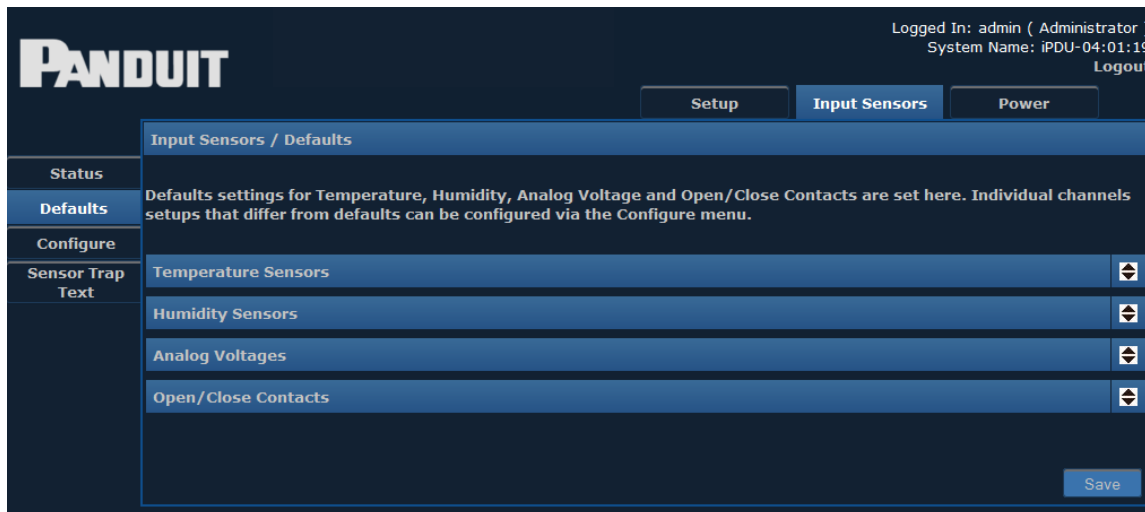 PANDUIT
Logged In: admin ( Administrator )
System Name: iPDU-04:01:19
Logout
Setup
Input Sensors
Power
Input Sensors / Defaults
Status
Defaults
Configure
Sensor Trap
Text
Defaults settings for Temperature, Humidity, Analog Voltage and Open/Close Contacts are set here. Individual channels
setups that differ from defaults can be configured via the Configure menu.
Temperature Sensors
Humidity Sensors
Analog Voltages
Open/Close Contacts
Save